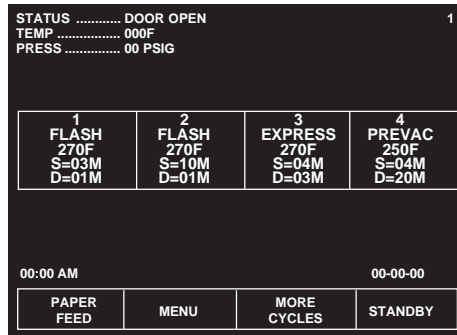 STATUS ............ DOOR OPEN 1
TEMP ................. 000F
PRESS ............... 00 PSIG
1 2 3 4
FLASH FLASH EXPRESS PREVAC
270F 270F 270F 250F
S=03M S=10M S=04M S=04M
D=01M D=01M D=03M D=20M
00:00 AM 00-00-00
PAPER FEED MENU MORE CYCLES STANDBY